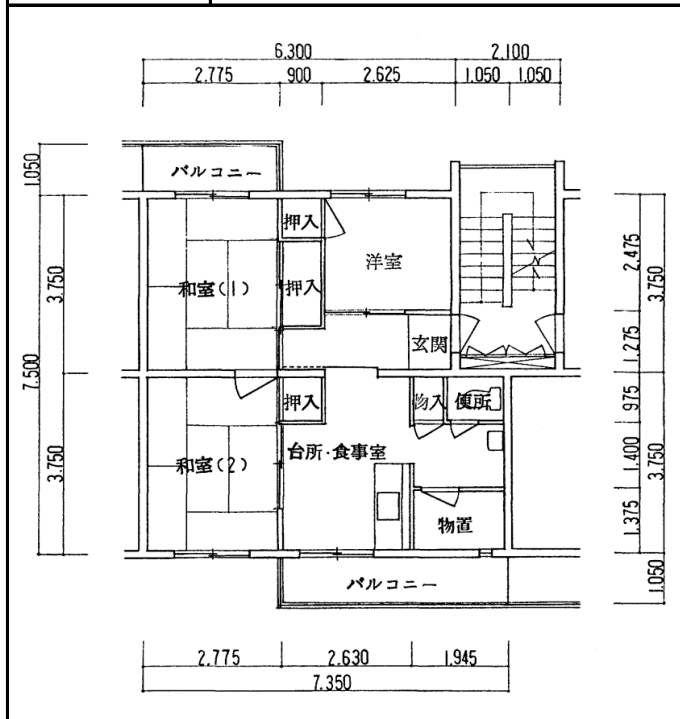 6.300 2.100
2.775 900 2.625 1.050 1.050
1.050
バルコニー
押入
洋室
和室(1)
押入
玄関
3.750
7.500
2.475
3.750
1.275
押入
物入
便所
台所・食事室
和室(2)
物置
3.750
975
1.400
3.750
1.375
バルコニー
1.050
2.775 2.630 1.945
7.350